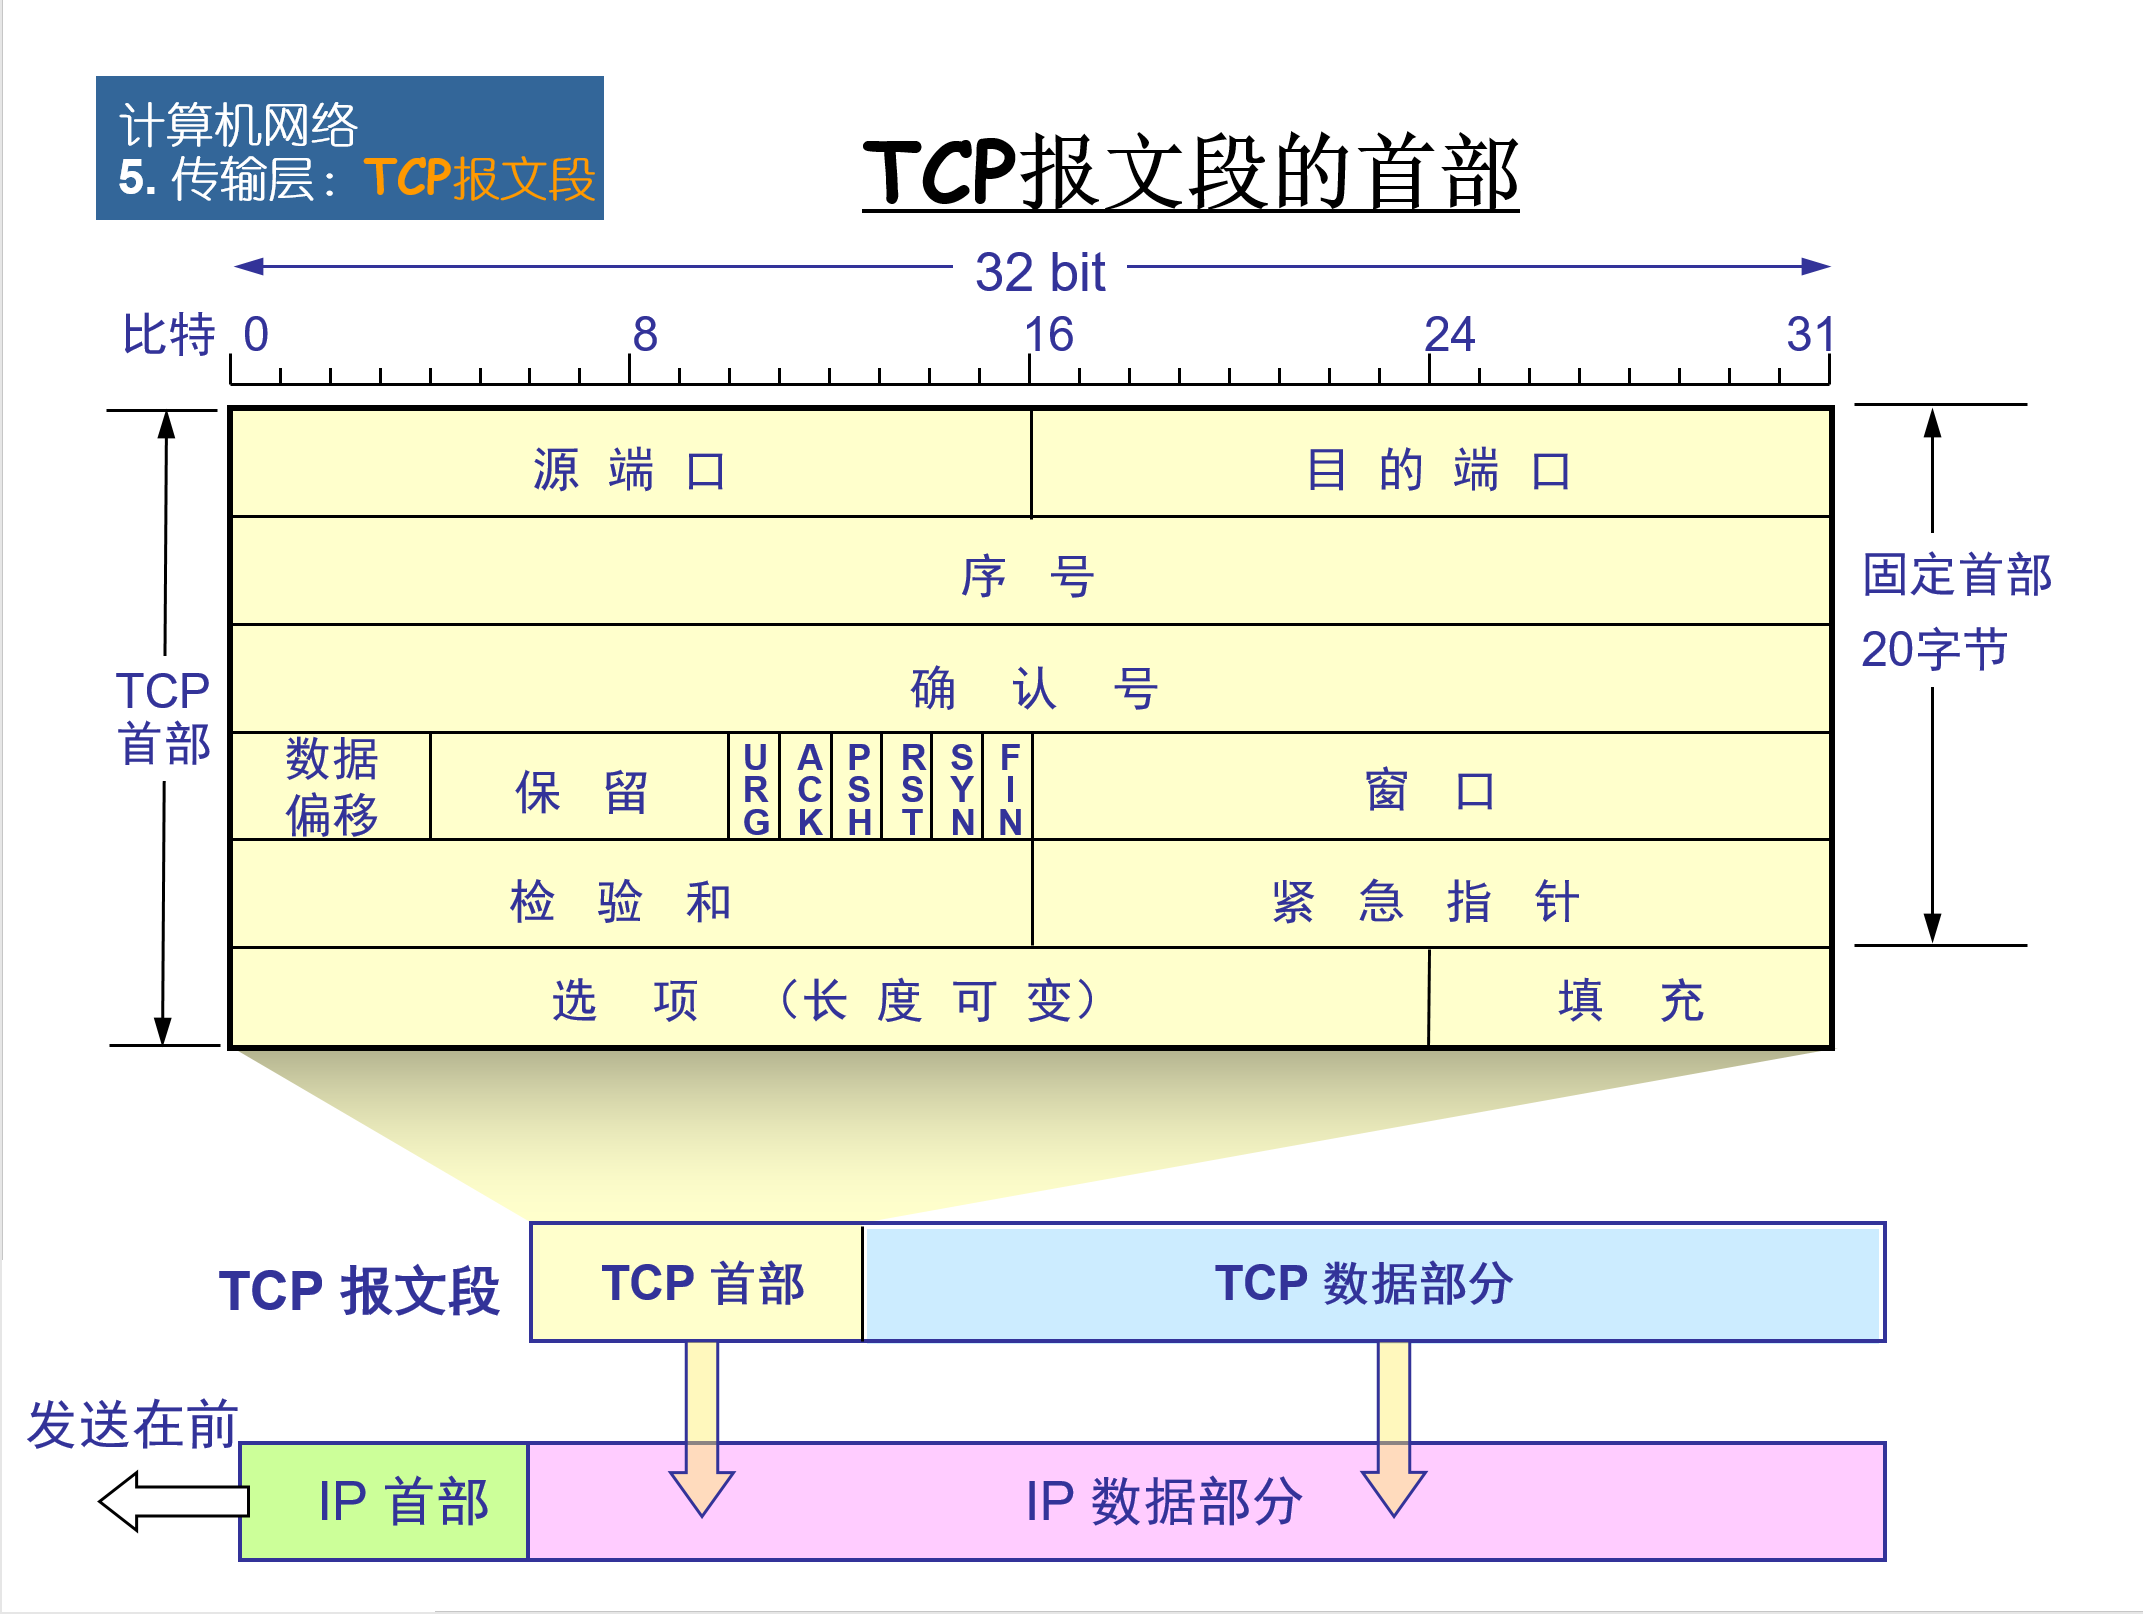 计算机网络
5. 传输层：TCP报文段
TCP报文段的首部
32 bit
比特 0 8 16 24 31
源端口 目的端口
序号
确认号
数据偏移 保留 URG ACK PSH RST SYN FIN 窗口
检验和 紧急指针
选项（长度可变） 填充
TCP
首部
固定首部
20字节
TCP 报文段 TCP 首部 TCP 数据部分
发送在前
IP 首部 IP 数据部分